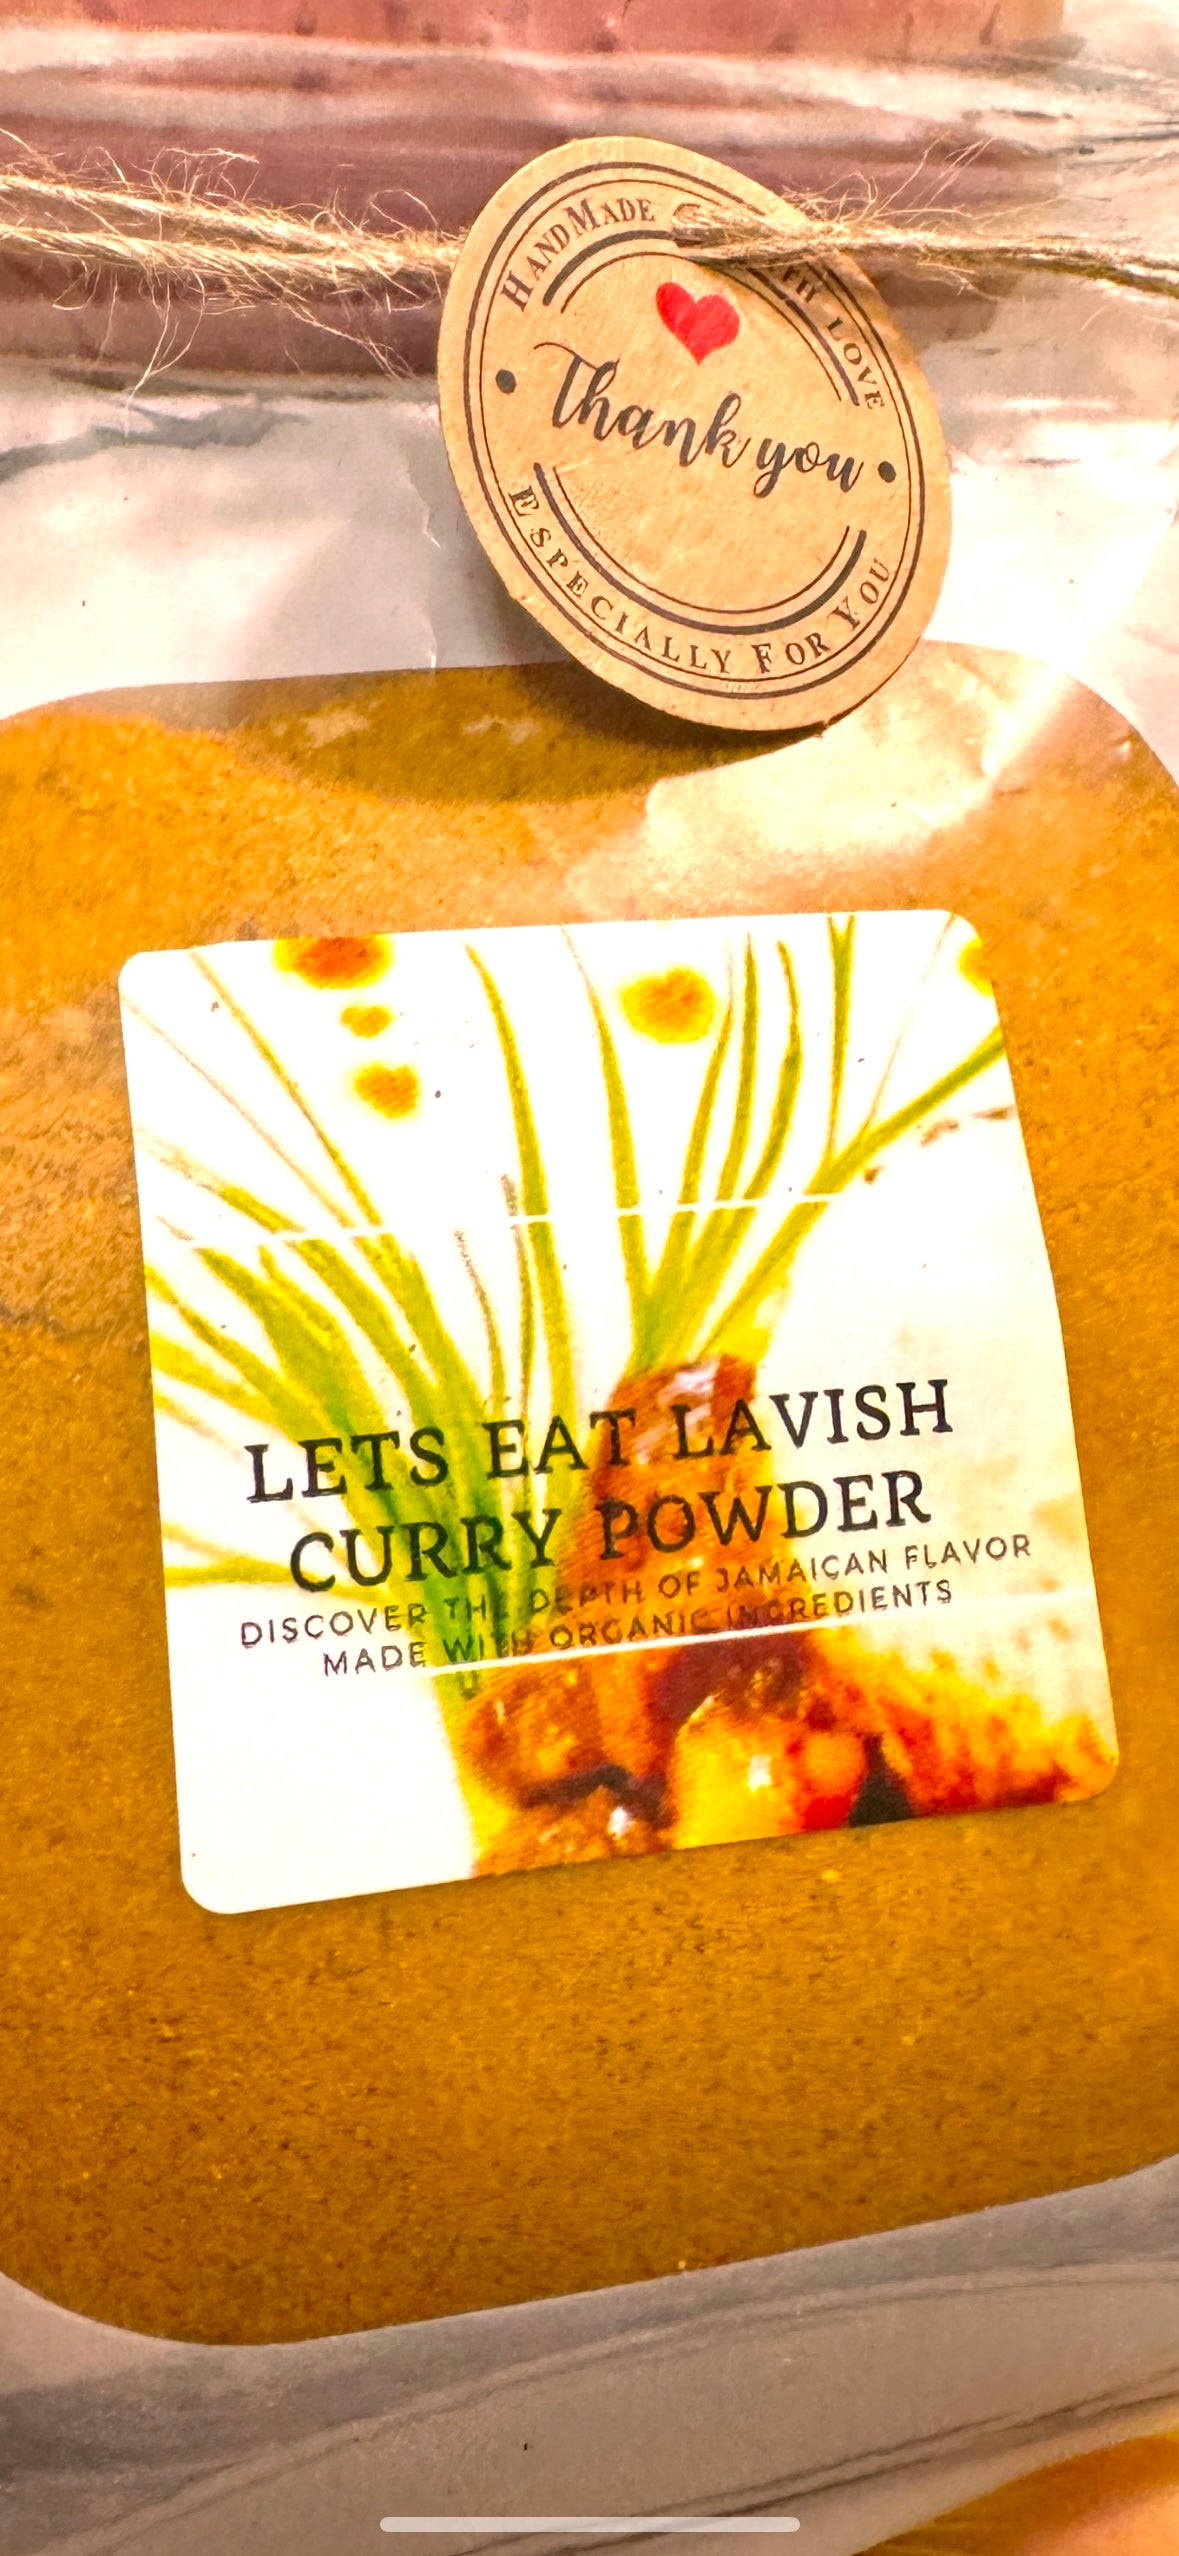 HANDMADE
LOVE
Thank you
ESPECIALLY FOR YOU
LETS EAT LAVISH
CURRY POWDER
DISCOVER THE DEPTH OF JAMAICAN FLAVOR
MADE WITH ORGANIC INGREDIENTS